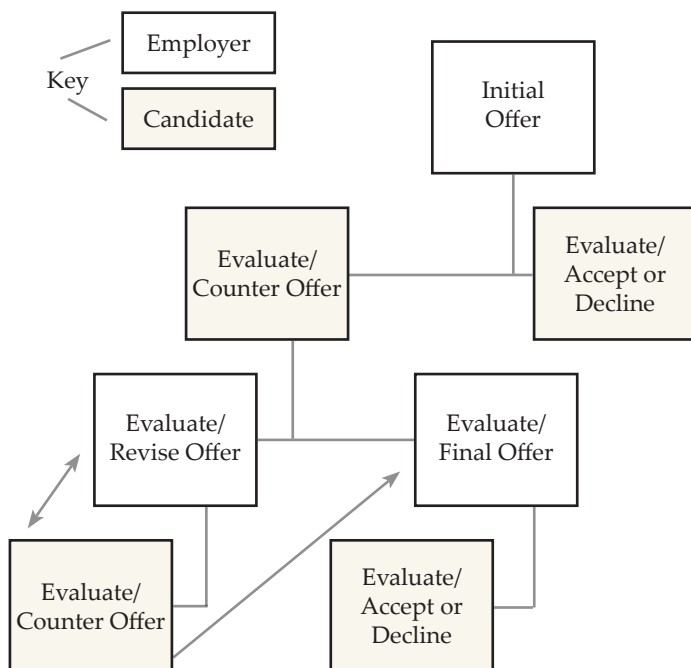 Employer
Key
Candidate
Initial
Offer
Evaluate/
Counter Offer
Evaluate/
Accept or
Decline
Evaluate/
Revise Offer
Evaluate/
Final Offer
Evaluate/
Counter Offer
Evaluate/
Accept or
Decline